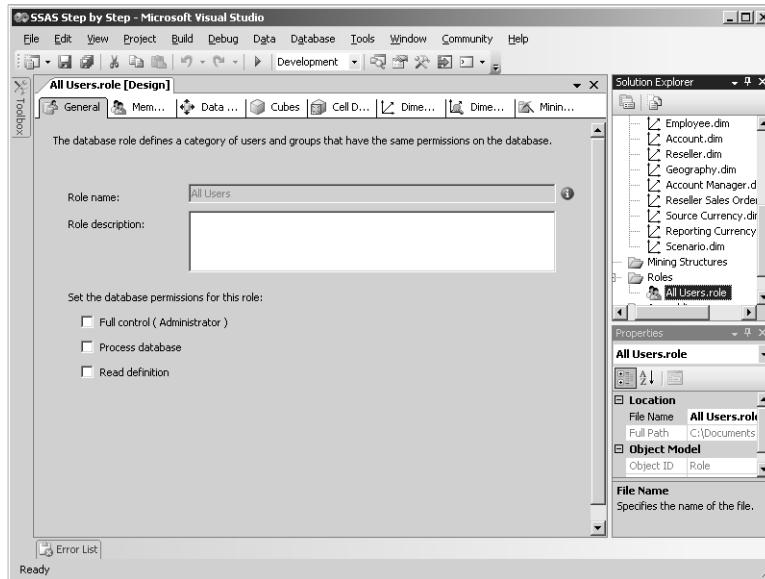 SSAS Step by Step - Microsoft Visual Studio
File Edit View Project Build Debug Data Database Tools Window Community Help
Development
Toolbox
All Users.role [Design]
General Mem... Data ... Cubes Cell D... Dime... Dime... Minin...
The database role defines a category of users and groups that have the same permissions on the database.
Role name: All Users
Role description:
Set the database permissions for this role:
Full control ( Administrator )
Process database
Read definition
Solution Explorer
Employee.dim
Account.dim
Reseller.dim
Geography.dim
Account Manager.d
Reseller Sales Order
Source Currency.dir
Reporting Currency
Scenario.dim
Mining Structures
Roles
All Users.role
Properties
All Users.role
Location
File Name All Users.role
Full Path C:\Documents
Object Model
Object ID Role
File Name
Specifies the name of the file.
Error List
Ready